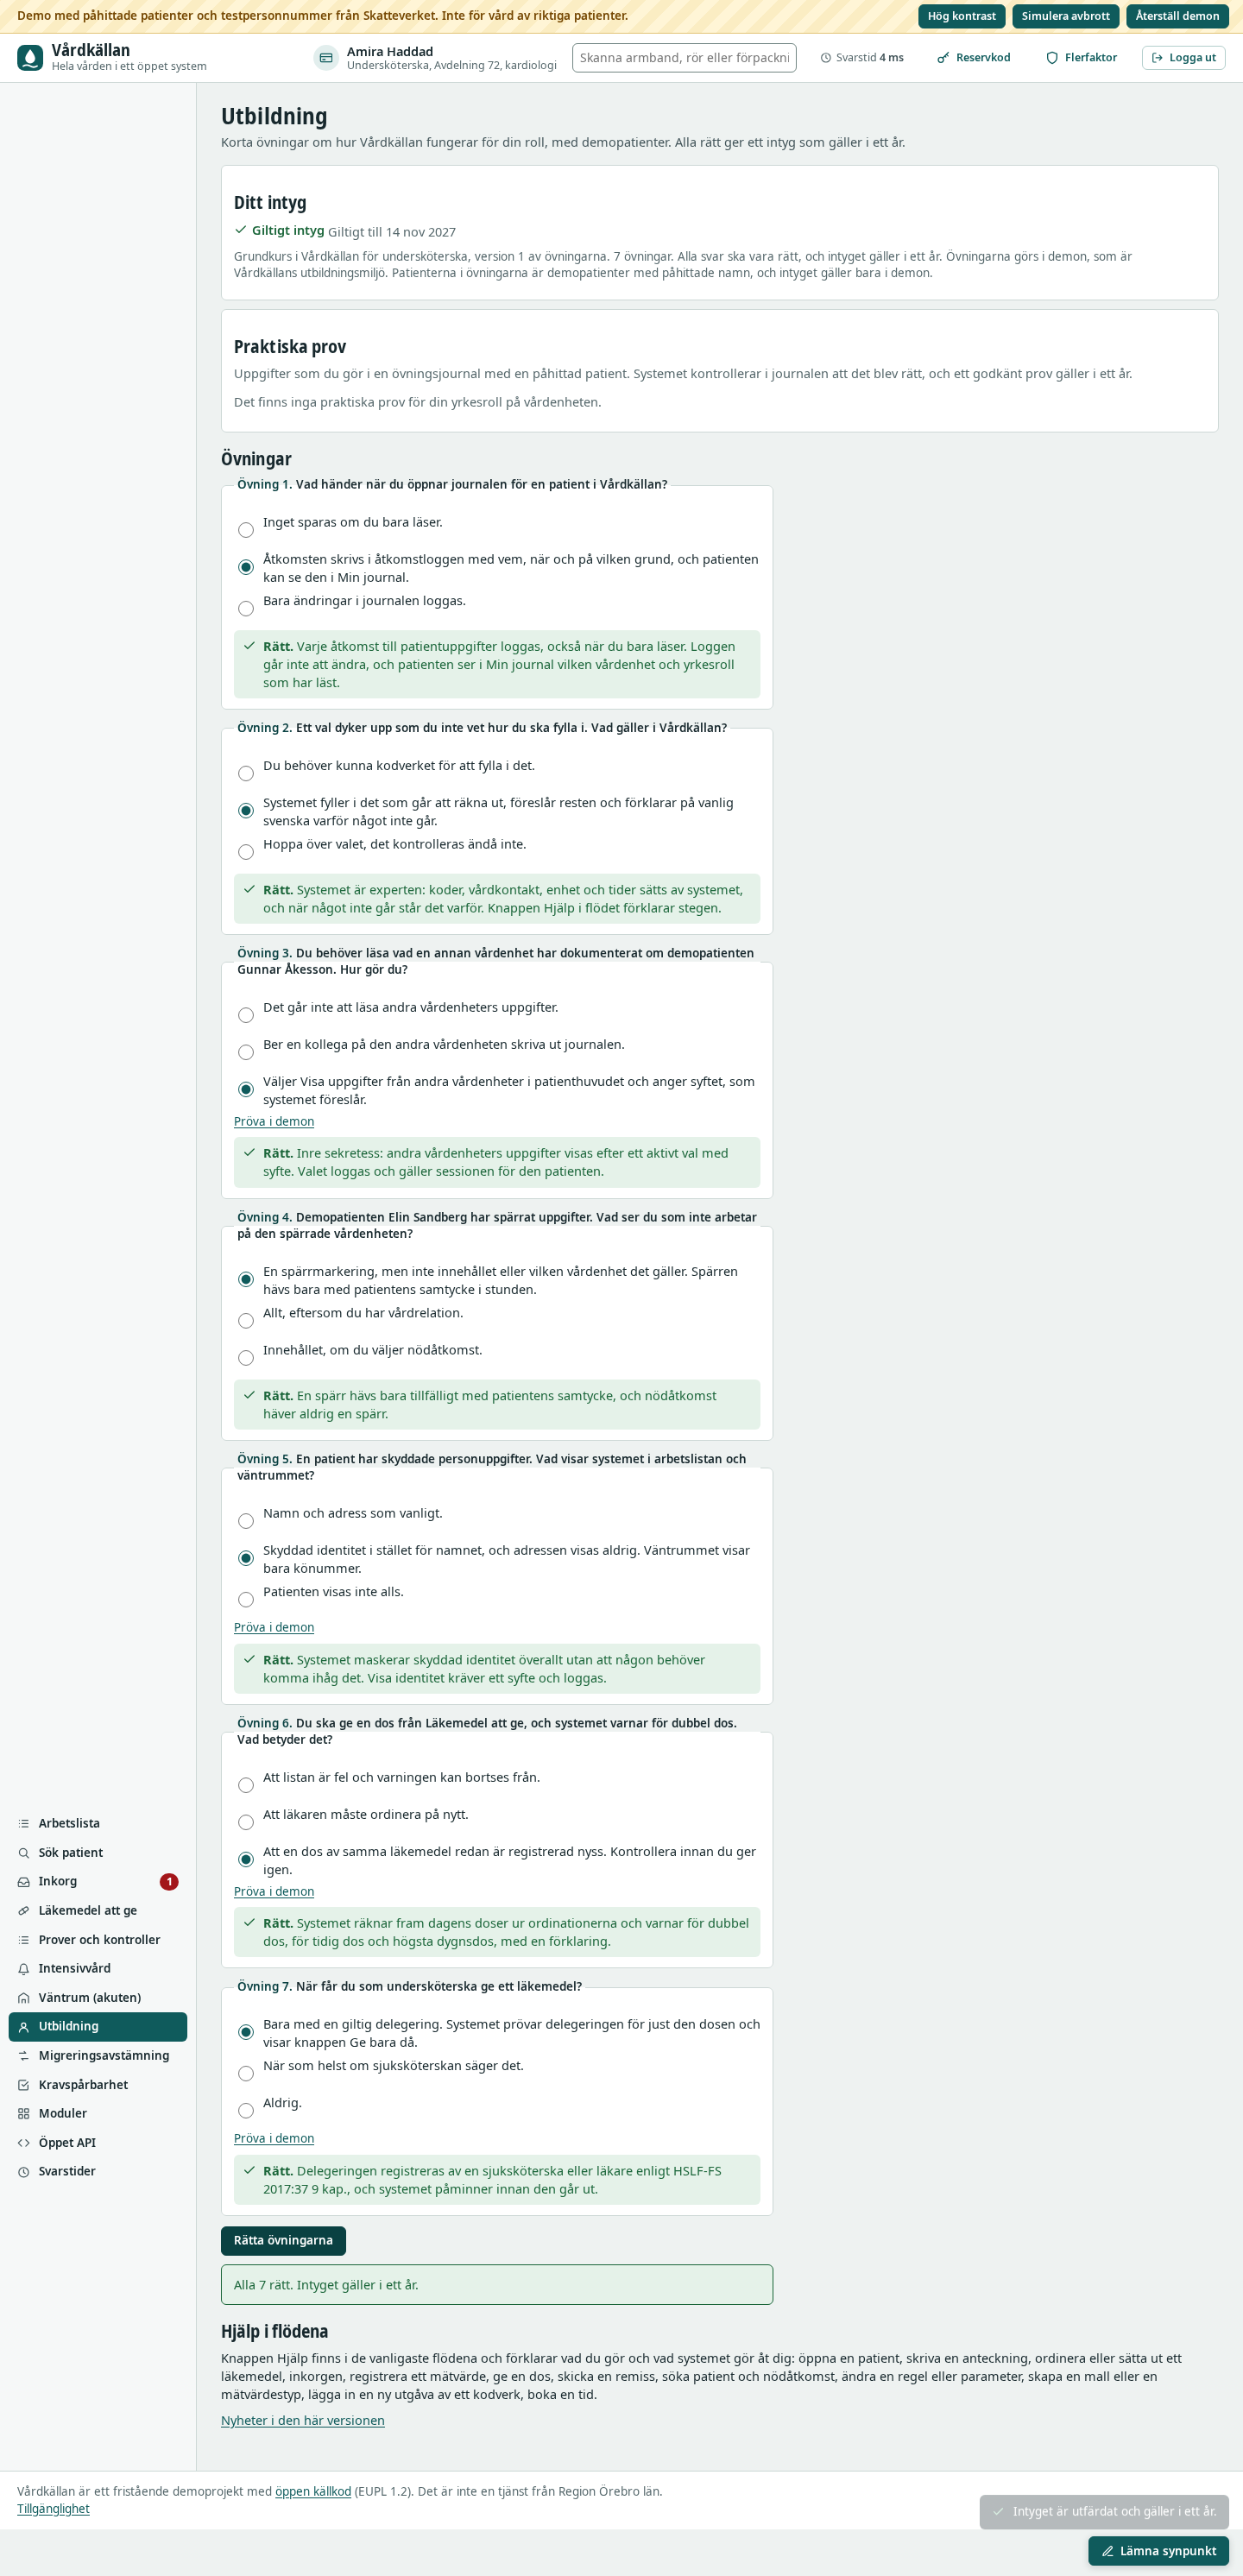 Demo med påhittade patienter och testpersonnummer från Skatteverket. Inte för vård av riktiga patienter.
Hög kontrast
Simulera avbrott
Återställ demon
Vårdkällan
Hela vården i ett öppet system
Amira Haddad
Undersköterska, Avdelning 72, kardiologi
Skanna armband, rör eller förpackni
Svarstid 4 ms
Reservkod
Flerfaktor
Logga ut
Utbildning
Korta övningar om hur Vårdkällan fungerar för din roll, med demopatienter. Alla rätt ger ett intyg som gäller i ett år.
Ditt intyg
Giltigt intyg Giltigt till 14 nov 2027
Grundkurs i Vårdkällan för undersköterska, version 1 av övningarna. 7 övningar. Alla svar ska vara rätt, och intyget gäller i ett år. Övningarna görs i demon, som är
Vårdkällans utbildningsmiljö. Patienterna i övningarna är demopatienter med påhittade namn, och intyget gäller bara i demon.
Praktiska prov
Uppgifter som du gör i en övningsjournal med en påhittad patient. Systemet kontrollerar i journalen att det blev rätt, och ett godkänt prov gäller i ett år.
Det finns inga praktiska prov för din yrkesroll på vårdenheten.
Övningar
Övning 1. Vad händer när du öppnar journalen för en patient i Vårdkällan?
Inget sparas om du bara läser.
Åtkomsten skrivs i åtkomstloggen med vem, när och på vilken grund, och patienten
kan se den i Min journal.
Bara ändringar i journalen loggas.
Rätt. Varje åtkomst till patientuppgifter loggas, också när du bara läser. Loggen
går inte att ändra, och patienten ser i Min journal vilken vårdenhet och yrkesroll
som har läst.
Övning 2. Ett val dyker upp som du inte vet hur du ska fylla i. Vad gäller i Vårdkällan?
Du behöver kunna kodverket för att fylla i det.
Systemet fyller i det som går att räkna ut, föreslår resten och förklarar på vanlig
svenska varför något inte går.
Hoppa över valet, det kontrolleras ändå inte.
Rätt. Systemet är experten: koder, vårdkontakt, enhet och tider sätts av systemet,
och när något inte går står det varför. Knappen Hjälp i flödet förklarar stegen.
Övning 3. Du behöver läsa vad en annan vårdenhet har dokumenterat om demopatienten
Gunnar Åkesson. Hur gör du?
Det går inte att läsa andra vårdenheters uppgifter.
Ber en kollega på den andra vårdenheten skriva ut journalen.
Väljer Visa uppgifter från andra vårdenheter i patienthuvudet och anger syftet, som
systemet föreslår.
Pröva i demon
Rätt. Inre sekretess: andra vårdenheters uppgifter visas efter ett aktivt val med
syfte. Valet loggas och gäller sessionen för den patienten.
Övning 4. Demopatienten Elin Sandberg har spärrat uppgifter. Vad ser du som inte arbetar
på den spärrade vårdenheten?
En spärrmarkering, men inte innehållet eller vilken vårdenhet det gäller. Spärren
hävs bara med patientens samtycke i stunden.
Allt, eftersom du har vårdrelation.
Innehållet, om du väljer nödåtkomst.
Rätt. En spärr hävs bara tillfälligt med patientens samtycke, och nödåtkomst
häver aldrig en spärr.
Övning 5. En patient har skyddade personuppgifter. Vad visar systemet i arbetslistan och
väntrummet?
Namn och adress som vanligt.
Skyddad identitet i stället för namnet, och adressen visas aldrig. Väntrummet visar
bara könummer.
Patienten visas inte alls.
Pröva i demon
Rätt. Systemet maskerar skyddad identitet överallt utan att någon behöver
komma ihåg det. Visa identitet kräver ett syfte och loggas.
Övning 6. Du ska ge en dos från Läkemedel att ge, och systemet varnar för dubbel dos.
Vad betyder det?
Att listan är fel och varningen kan bortses från.
Att läkaren måste ordinera på nytt.
Att en dos av samma läkemedel redan är registrerad nyss. Kontrollera innan du ger
igen.
Pröva i demon
Rätt. Systemet räknar fram dagens doser ur ordinationerna och varnar för dubbel
dos, för tidig dos och högsta dygnsdos, med en förklaring.
Övning 7. När får du som undersköterska ge ett läkemedel?
Bara med en giltig delegering. Systemet prövar delegeringen för just den dosen och
visar knappen Ge bara då.
När som helst om sjuksköterskan säger det.
Aldrig.
Pröva i demon
Rätt. Delegeringen registreras av en sjuksköterska eller läkare enligt HSLF-FS
2017:37 9 kap., och systemet påminner innan den går ut.
Rätta övningarna
Alla 7 rätt. Intyget gäller i ett år.
Hjälp i flödena
Knappen Hjälp finns i de vanligaste flödena och förklarar vad du gör och vad systemet gör åt dig: öppna en patient, skriva en anteckning, ordinera eller sätta ut ett
läkemedel, inkorgen, registrera ett mätvärde, ge en dos, skicka en remiss, söka patient och nödåtkomst, ändra en regel eller parameter, skapa en mall eller en
mätvärdestyp, lägga in en ny utgåva av ett kodverk, boka en tid.
Nyheter i den här versionen
Arbetslista
Sök patient
Inkorg 1
Läkemedel att ge
Prover och kontroller
Intensivvård
Väntrum (akuten)
Utbildning
Migreringsavstämning
Kravspårbarhet
Moduler
Öppet API
Svarstider
Vårdkällan är ett fristående demoprojekt med öppen källkod (EUPL 1.2). Det är inte en tjänst från Region Örebro län.
Tillgänglighet
Intyget är utfärdat och gäller i ett år.
Lämna synpunkt